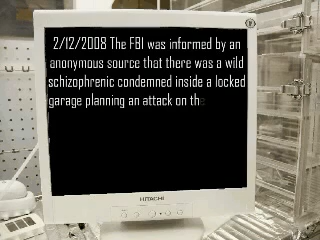 2/12/2008 The FBI was informed by an
anonymous source that there was a wild
schizophrenic condemned inside a locked
garage planning an attack on the
HITACHI